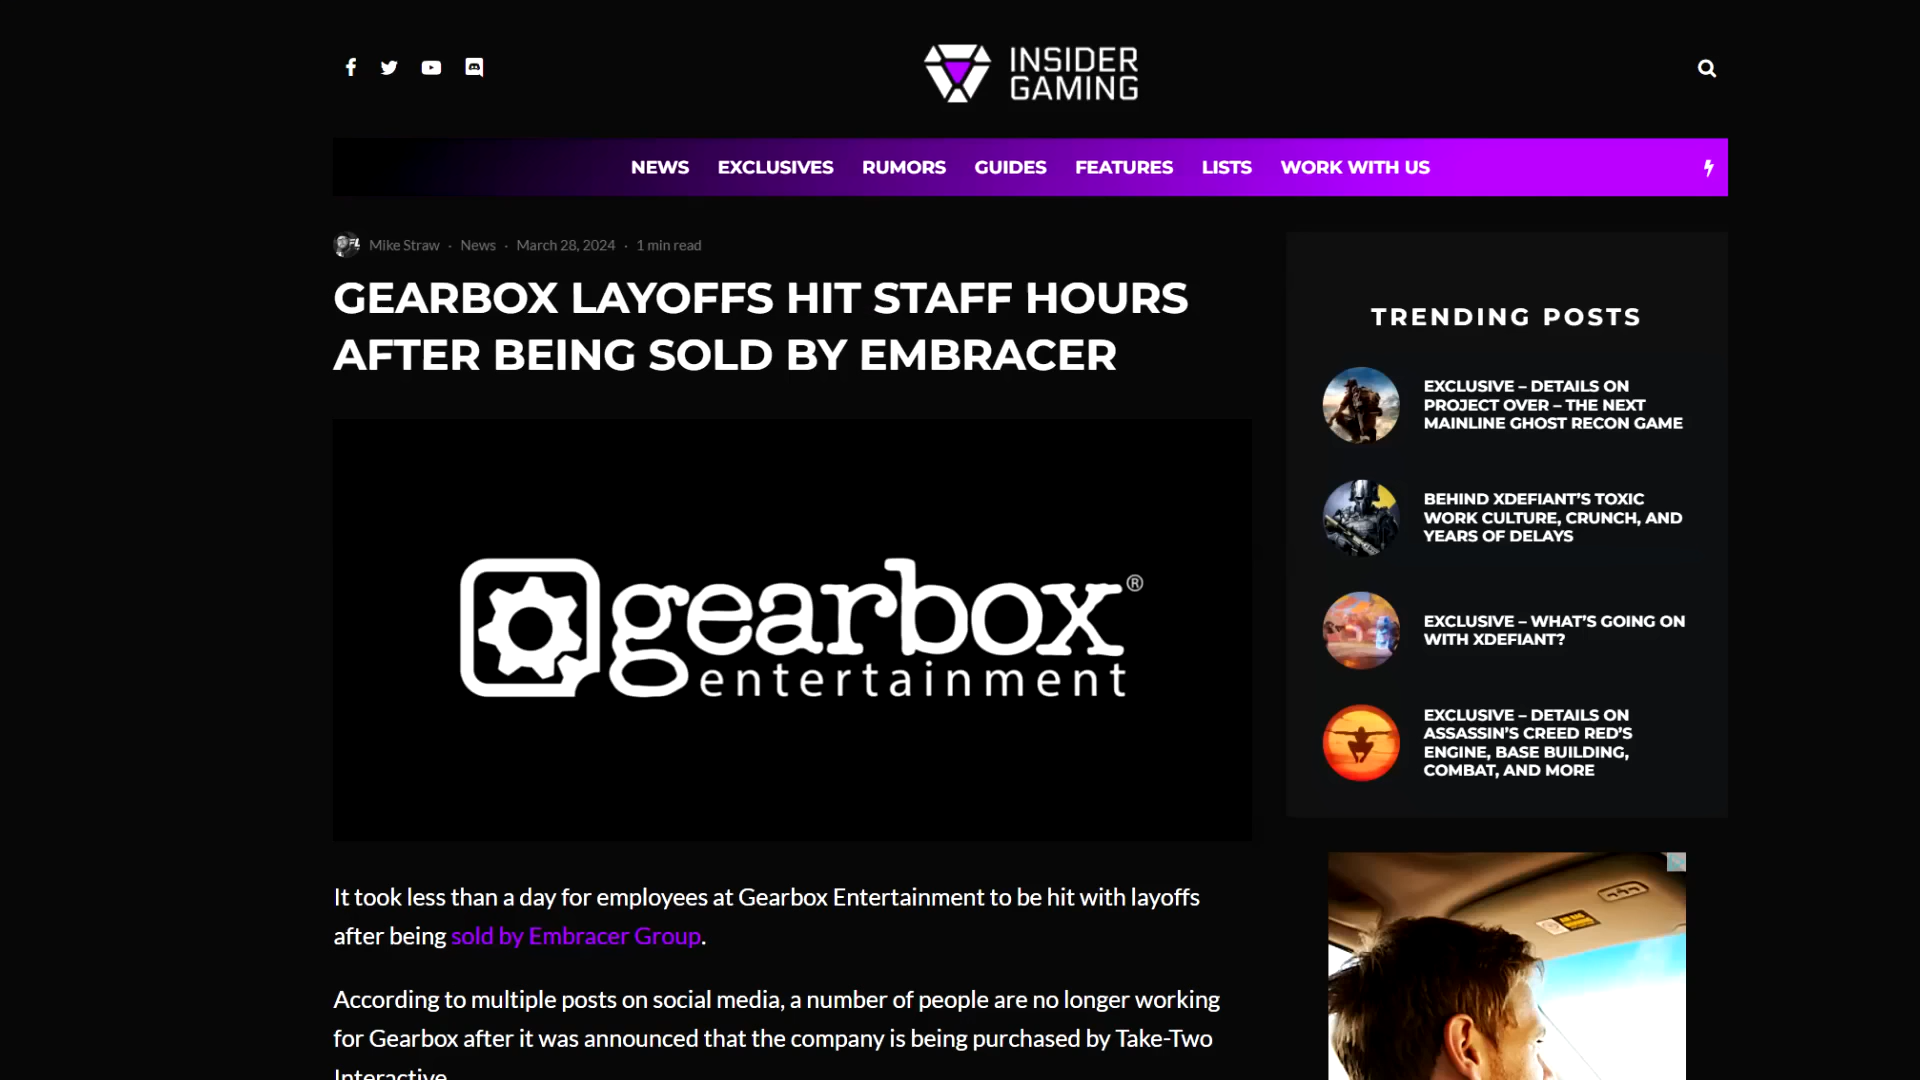 INSIDER
GAMING
NEWS EXCLUSIVES RUMORS GUIDES FEATURES LISTS WORK WITH US
Mike Straw · News · March 28, 2024 · 1 min read
GEARBOX LAYOFFS HIT STAFF HOURS
AFTER BEING SOLD BY EMBRACER
gearbox®
entertainment
It took less than a day for employees at Gearbox Entertainment to be hit with layoffs
after being sold by Embracer Group.
According to multiple posts on social media, a number of people are no longer working
for Gearbox after it was announced that the company is being purchased by Take-Two
Interactive.
TRENDING POSTS
EXCLUSIVE – DETAILS ON
PROJECT OVER – THE NEXT
MAINLINE GHOST RECON GAME
BEHIND XDEFIANT'S TOXIC
WORK CULTURE, CRUNCH, AND
YEARS OF DELAYS
EXCLUSIVE – WHAT'S GOING ON
WITH XDEFIANT?
EXCLUSIVE – DETAILS ON
ASSASSIN'S CREED RED'S
ENGINE, BASE BUILDING,
COMBAT, AND MORE